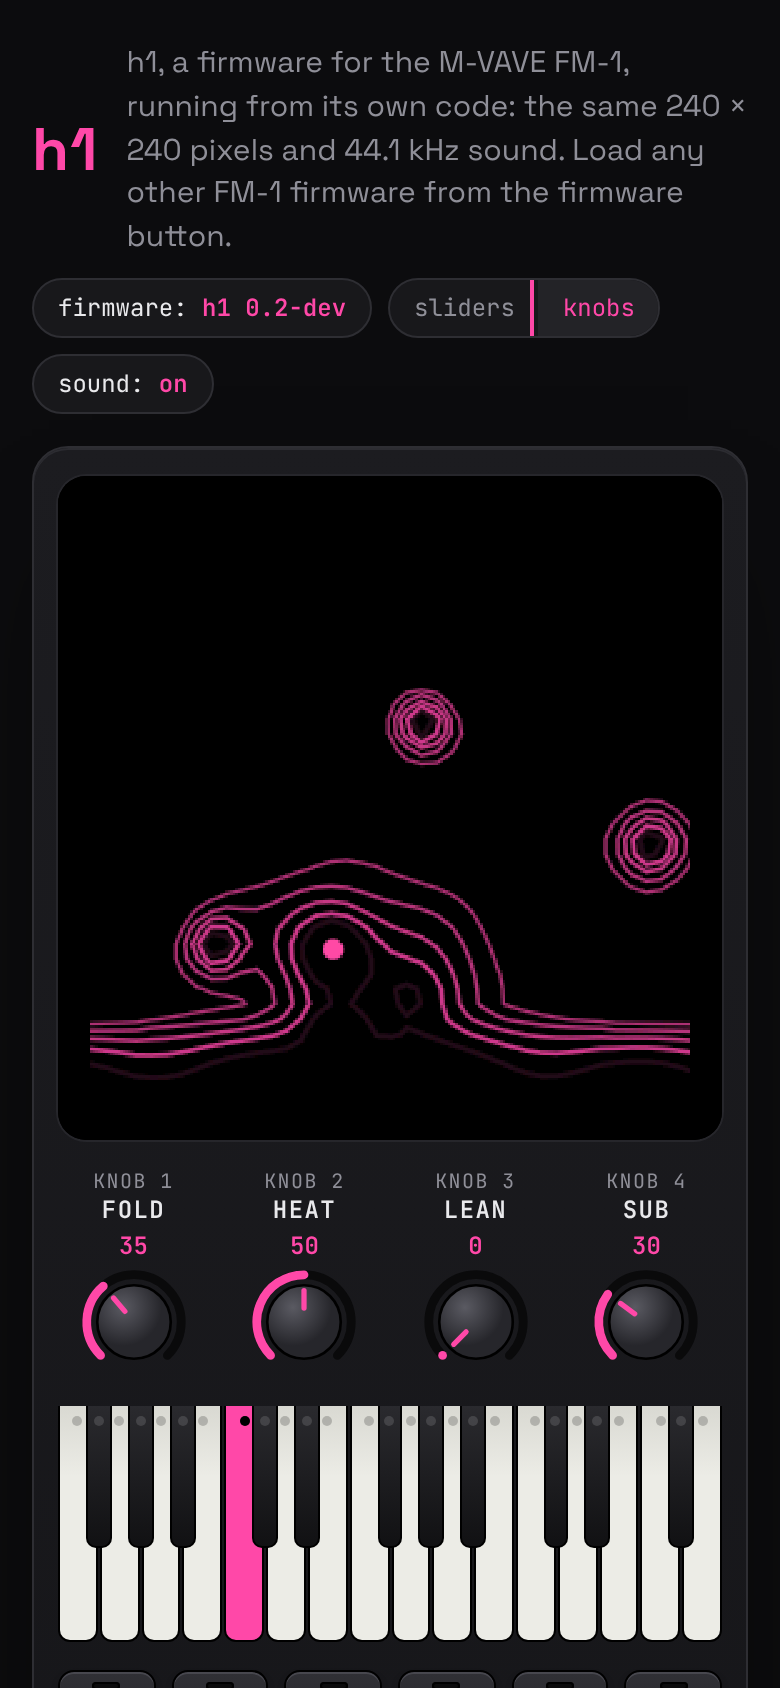 h1
h1, a firmware for the M-VAVE FM-1,
running from its own code: the same 240 ×
240 pixels and 44.1 kHz sound. Load any
other FM-1 firmware from the firmware
button.
firmware: h1 0.2-dev
sliders knobs
sound: on
KNOB 1 KNOB 2 KNOB 3 KNOB 4
FOLD HEAT LEAN SUB
35 50 0 30